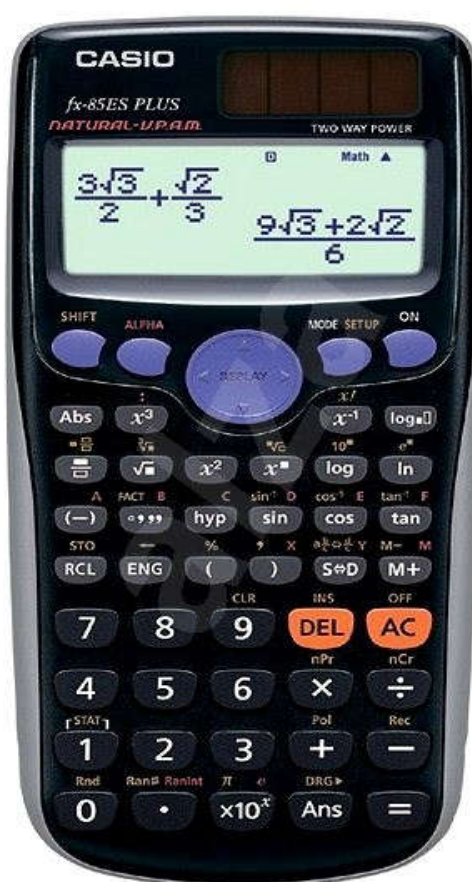 CASIO
fx-85ES PLUS
NATURAL-V.P.A.M.
TWO WAY POWER
D Math ▲
3√3/2+√2/3
9√3+2√2/6
SHIFT ALPHA MODE SETUP ON
REPLAY
: x!
Abs x³ x⁻¹ log■□
³√■ ■√□ 10■ e■
√■ x² x■ log ln
A FACT B C sin⁻¹ D cos⁻¹ E tan⁻¹ F
(−) °’’’ hyp sin cos tan
STO ← % , X Y M− M
RCL ENG ( ) S⇔D M+
CLR INS OFF
7 8 9 DEL AC
nPr nCr
4 5 6 × ÷
STAT Pol Rec
1 2 3 + −
Rnd Ran# RanInt π e DRG▶
0 • ×10ˣ Ans =